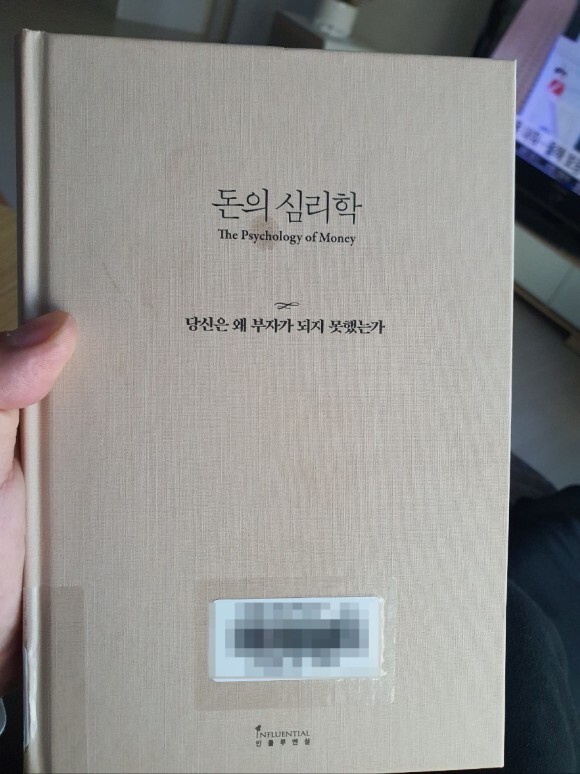 돈의 심리학
The Psychology of Money
당신은 왜 부자가 되지 못했는가
INFLUENTIAL
인플루엔셜